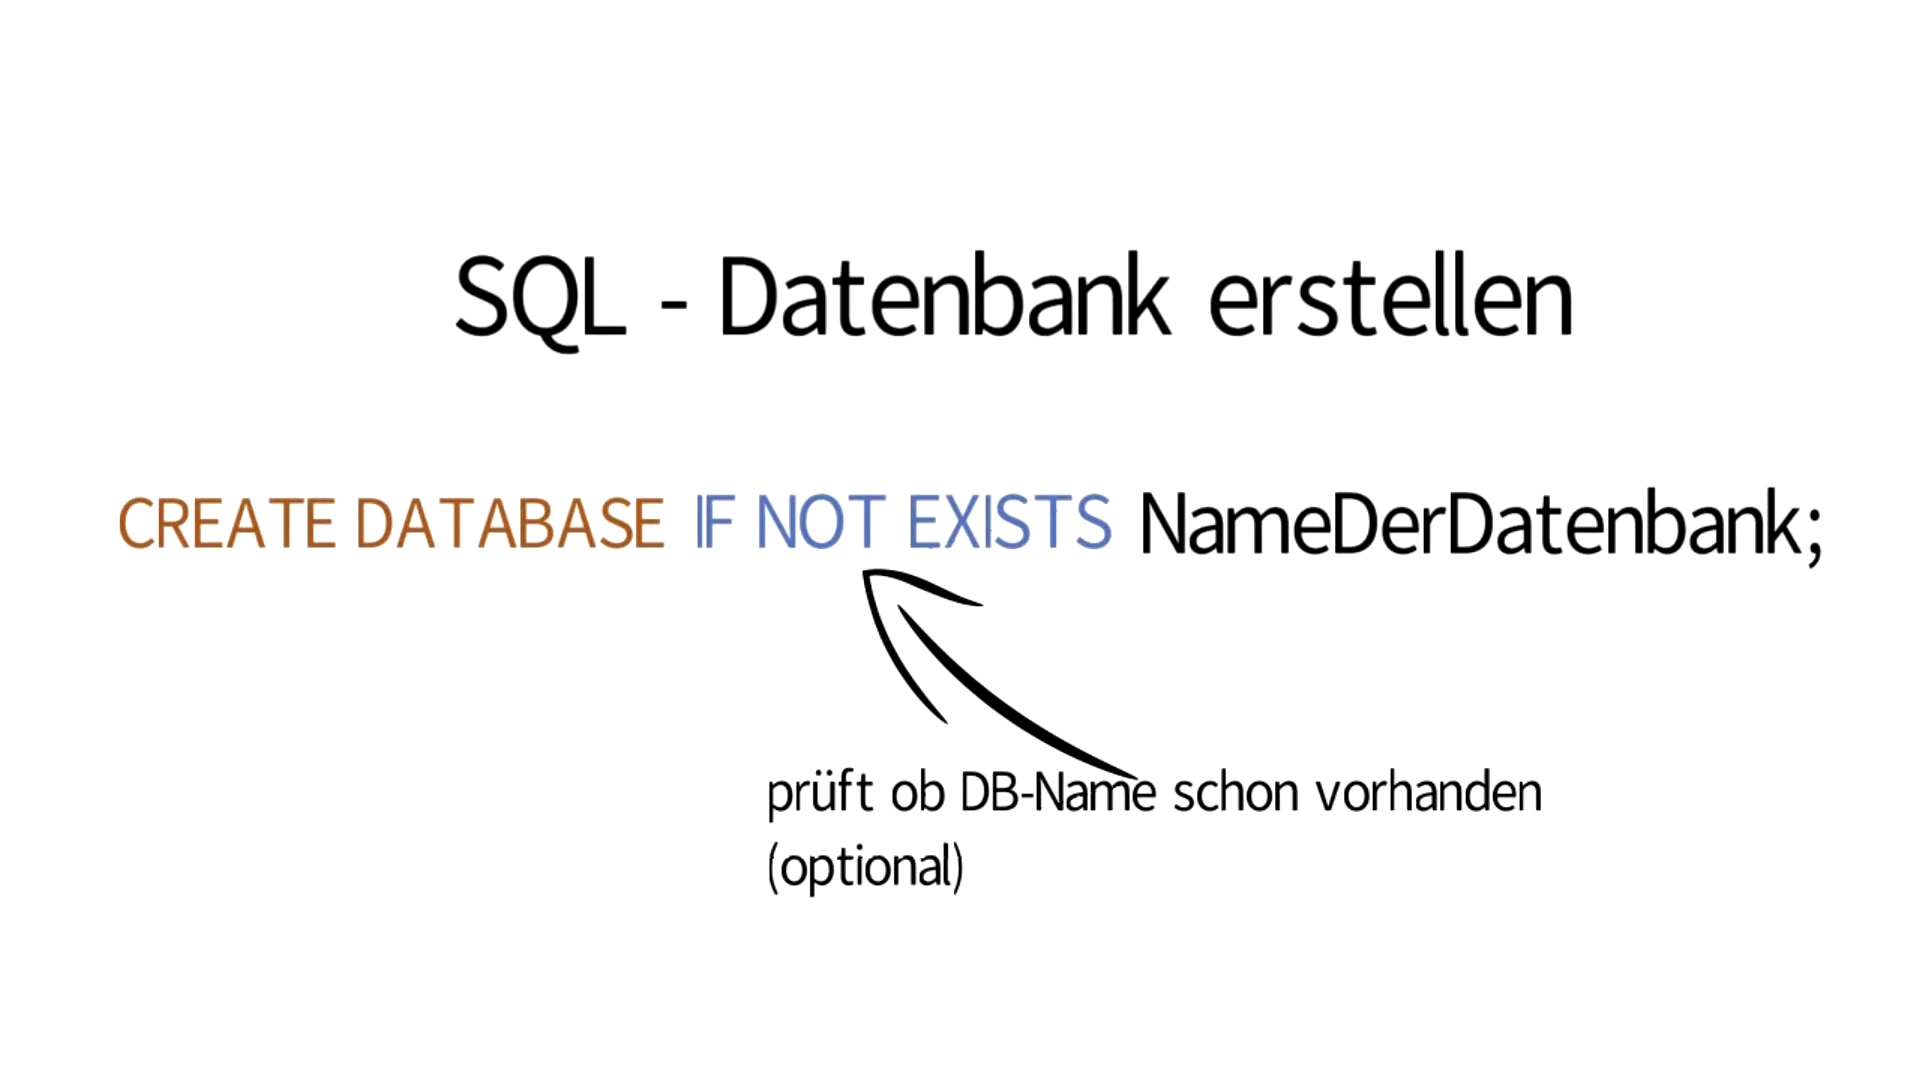 SQL - Datenbank erstellen
CREATE DATABASE IF NOT EXISTS NameDerDatenbank;
prüft ob DB-Name schon vorhanden
(optional)